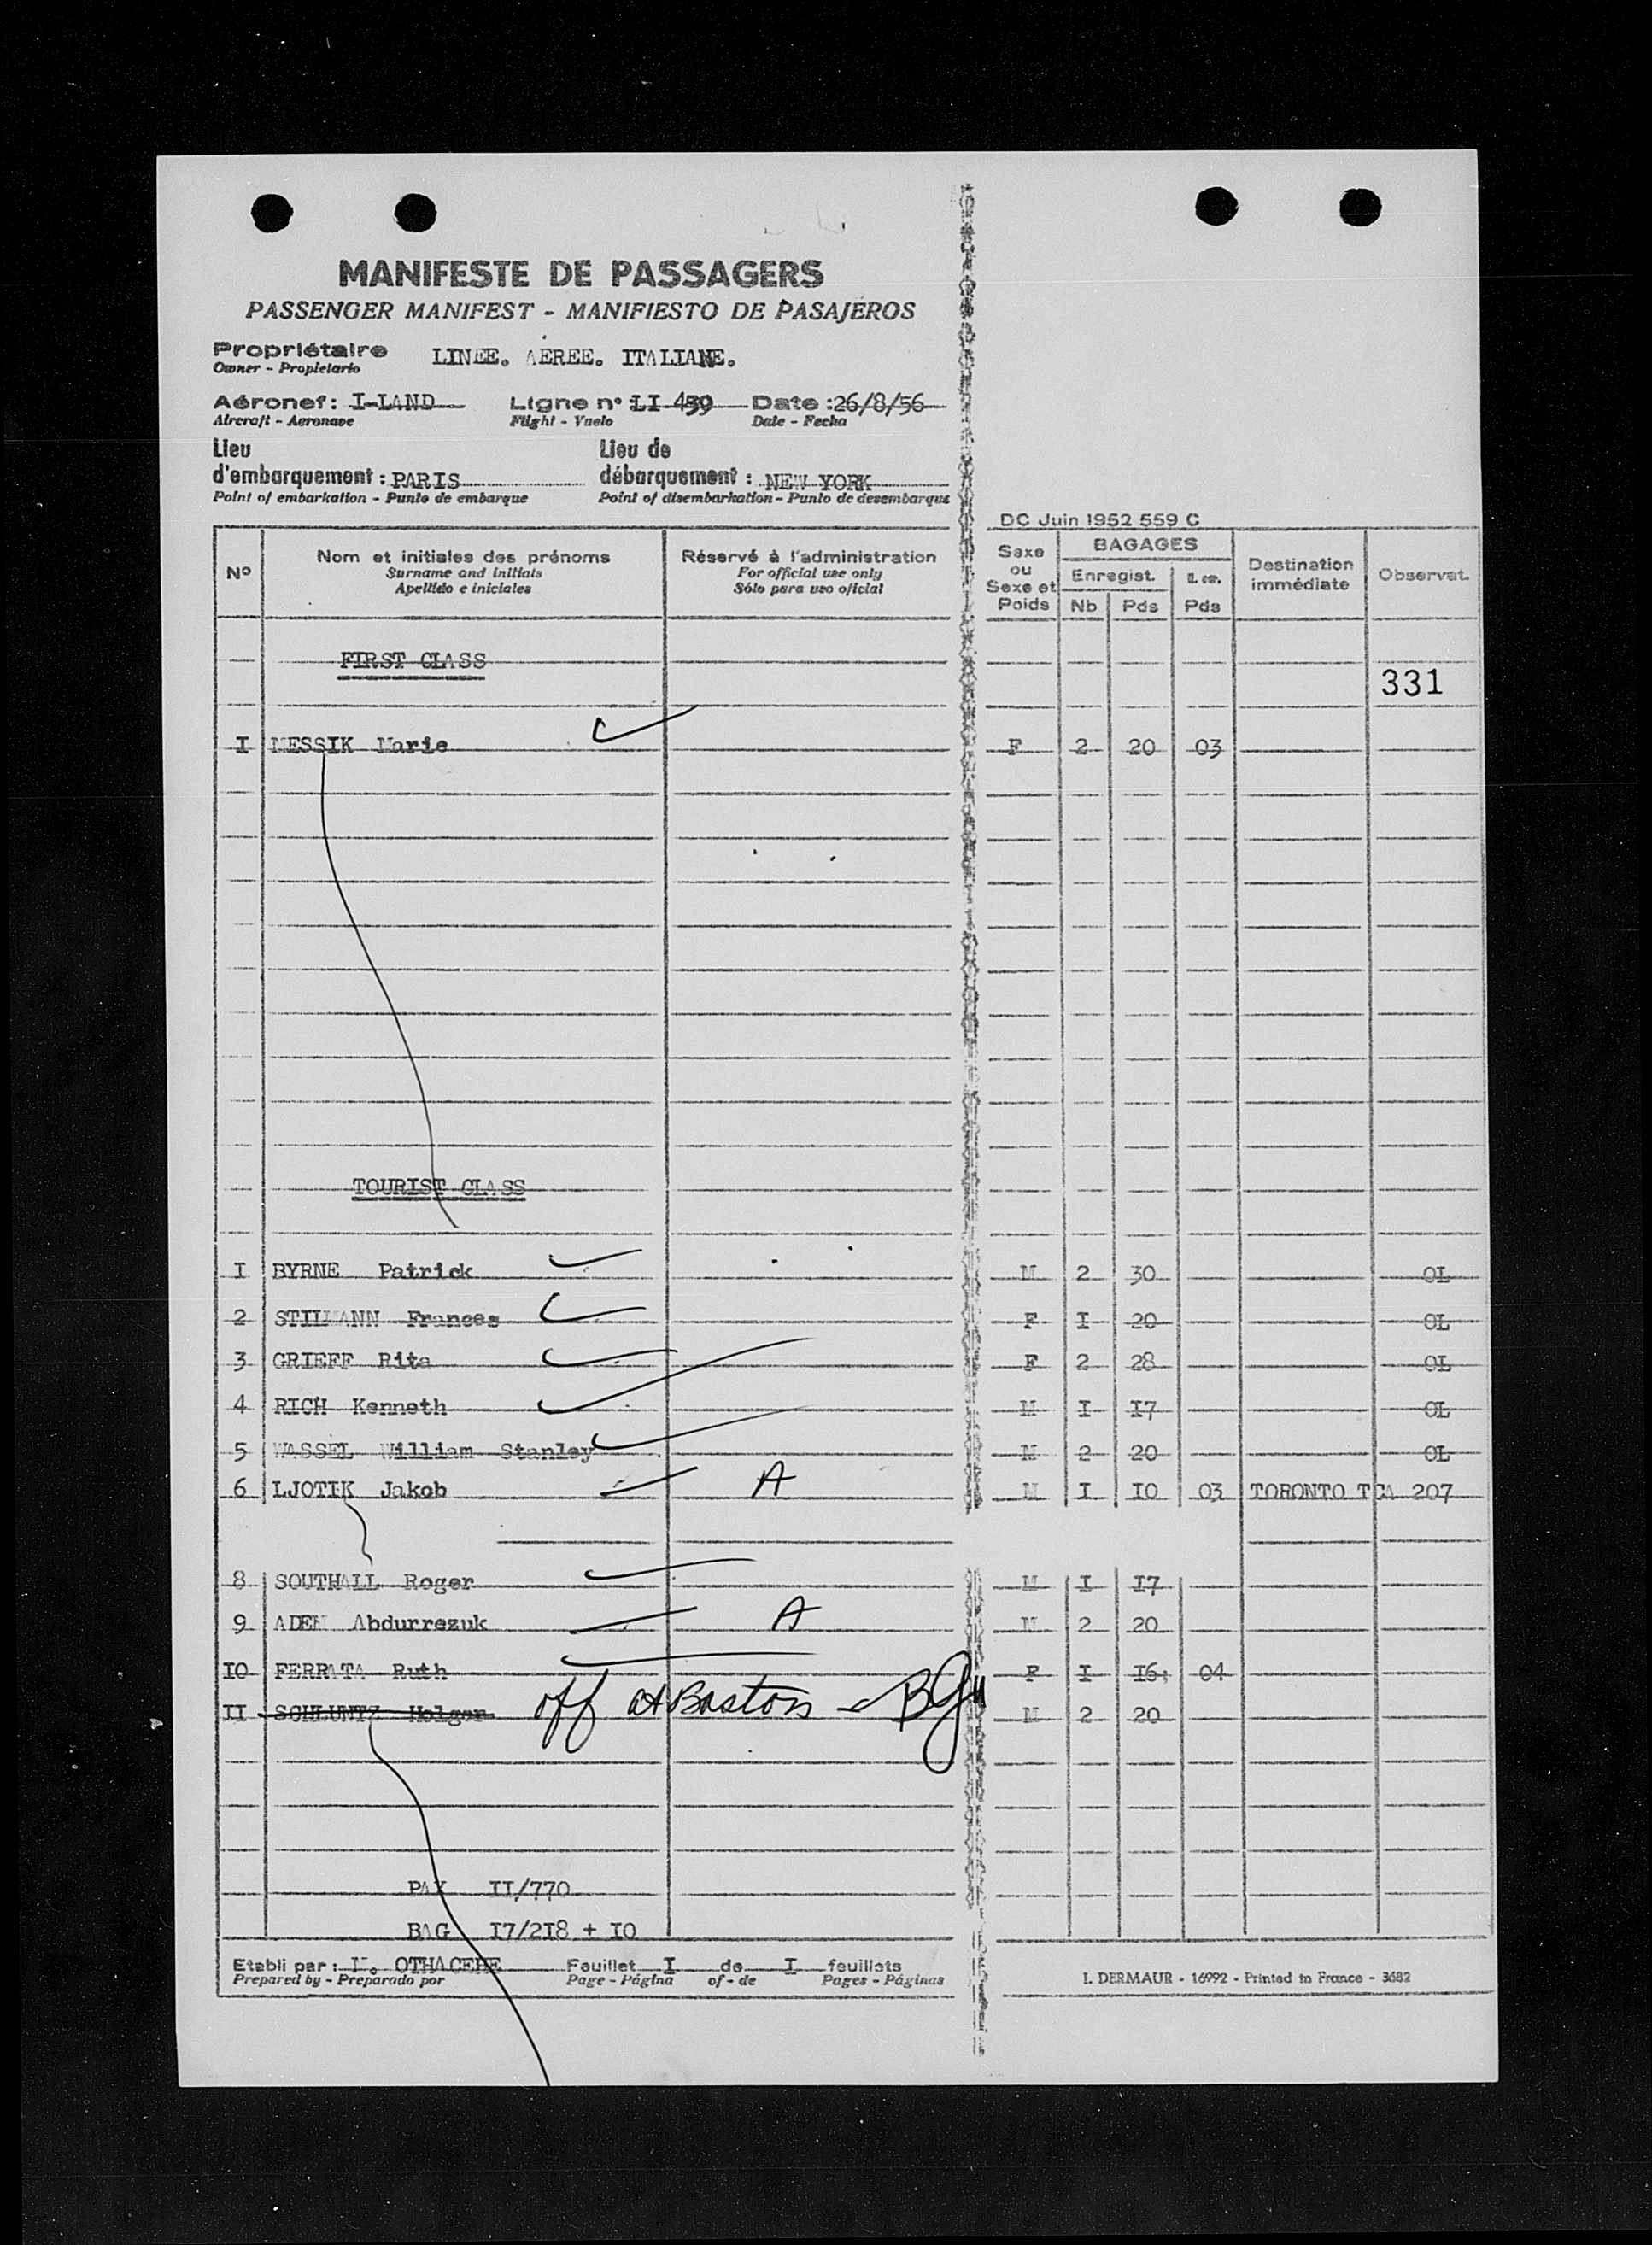 MANIFESTE DE PASSAGERS
PASSENGER MANIFEST - MANIFIESTO DE PASAJEROS
Propriétaire LINEE. AEREE. ITALIANE.
Owner - Propietario
Aéronef: I-LAND Ligne n° LI 459 Date : 26/8/56
Aircraft - Aeronave Flight - Vuelo Date - Fecha
Lieu Lieu de
d'embarquement : PARIS débarquement : NEW YORK
Point of embarkation - Punto de embarque Point of disembarkation - Punto de desembarque
DC Juin 1952 559 C
N° Nom et initiales des prénoms Réservé à l'administration Saxe ou Sexe et Poids BAGAGES Destination immédiate Observat.
Surname and initials For official use only Enregist.
Apellido e iniciales Sólo para uso oficial Nb Pds Pds
FIRST CLASS
331
I MESSIK Marie F 2 20 03
TOURIST CLASS
I BYRNE Patrick M 2 30 OL
2 STILMANN Frances F I 20 OL
3 GRIEFF Rita F 2 28 OL
4 RICH Kenneth M I I7 OL
5 WASSEL William Stanley M 2 20 OL
6 LJOTIK Jakob A M I IO 03 TORONTO TCA 207
8 SOUTHALL Roger M I I7
9 ADEM Abdurrezuk A M 2 20
IO FERRATA Ruth F I I6 04
II SCHLUNTZ Holger off at Boston - M 2 20
PAX II/770
BAG I7/2I8 + IO
Etabli par : OTHACEHE Feuillet I de I feuillets
Prepared by - Preparado por Page - Página of - de Pages - Páginas
I. DERMAUR - 16992 - Printed in France - 3682